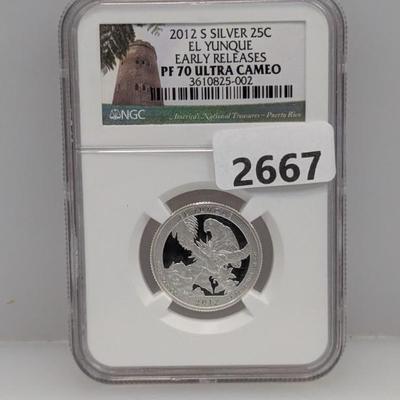 2012 S SILVER 25C
EL YUNQUE
EARLY RELEASES
PF 70 ULTRA CAMEO
3610825-002
NGC
America's National Treasures ~ Puerto Rico
2667
2012